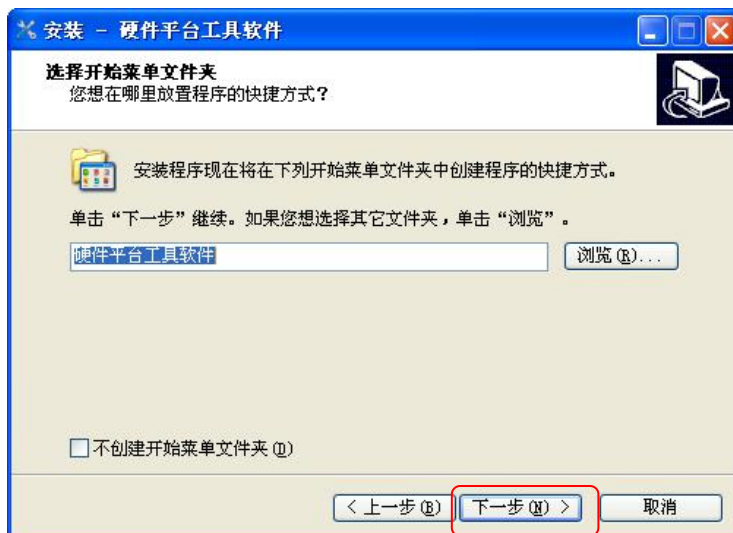 安装 - 硬件平台工具软件
选择开始菜单文件夹
您想在哪里放置程序的快捷方式?
安装程序现在将在下列开始菜单文件夹中创建程序的快捷方式。
单击“下一步”继续。如果您想选择其它文件夹，单击“浏览”。
硬件平台工具软件
浏览(R)...
不创建开始菜单文件夹(D)
< 上一步(B)
下一步(N) >
取消